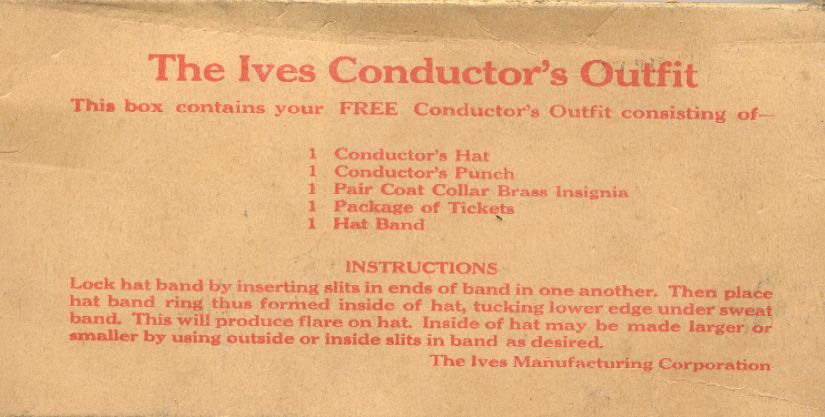 The Ives Conductor's Outfit
This box contains your FREE Conductor's Outfit consisting of—
1 Conductor's Hat
1 Conductor's Punch
1 Pair Coat Collar Brass Insignia
1 Package of Tickets
1 Hat Band
INSTRUCTIONS
Lock hat band by inserting slits in ends of band in one another. Then place
hat band ring thus formed inside of hat, tucking lower edge under sweat
band. This will produce flare on hat. Inside of hat may be made larger or
smaller by using outside or inside slits in band as desired.
The Ives Manufacturing Corporation